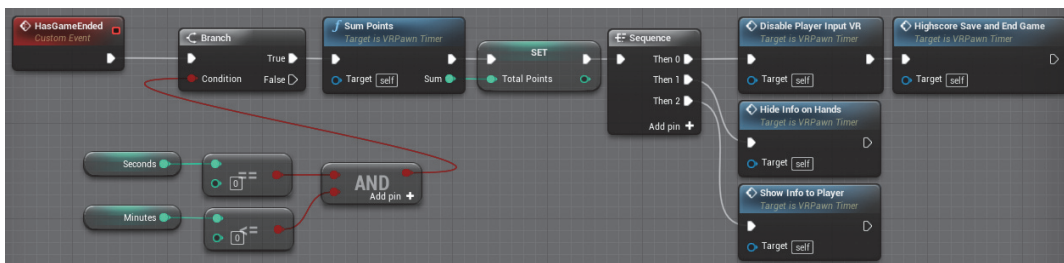 HasGameEnded
Custom Event
Branch
True
Condition
False
Sum Points
Target is VRPawn Timer
Target self
Sum
SET
Total Points
Sequence
Then 0
Then 1
Then 2
Add pin +
Disable Player Input VR
Target is VRPawn Timer
Target self
Highscore Save and End Game
Target is VRPawn Timer
Target self
Hide Info on Hands
Target is VRPawn Timer
Target self
Show Info to Player
Target is VRPawn Timer
Target self
Seconds
==
0
AND
Add pin +
Minutes
<=
0